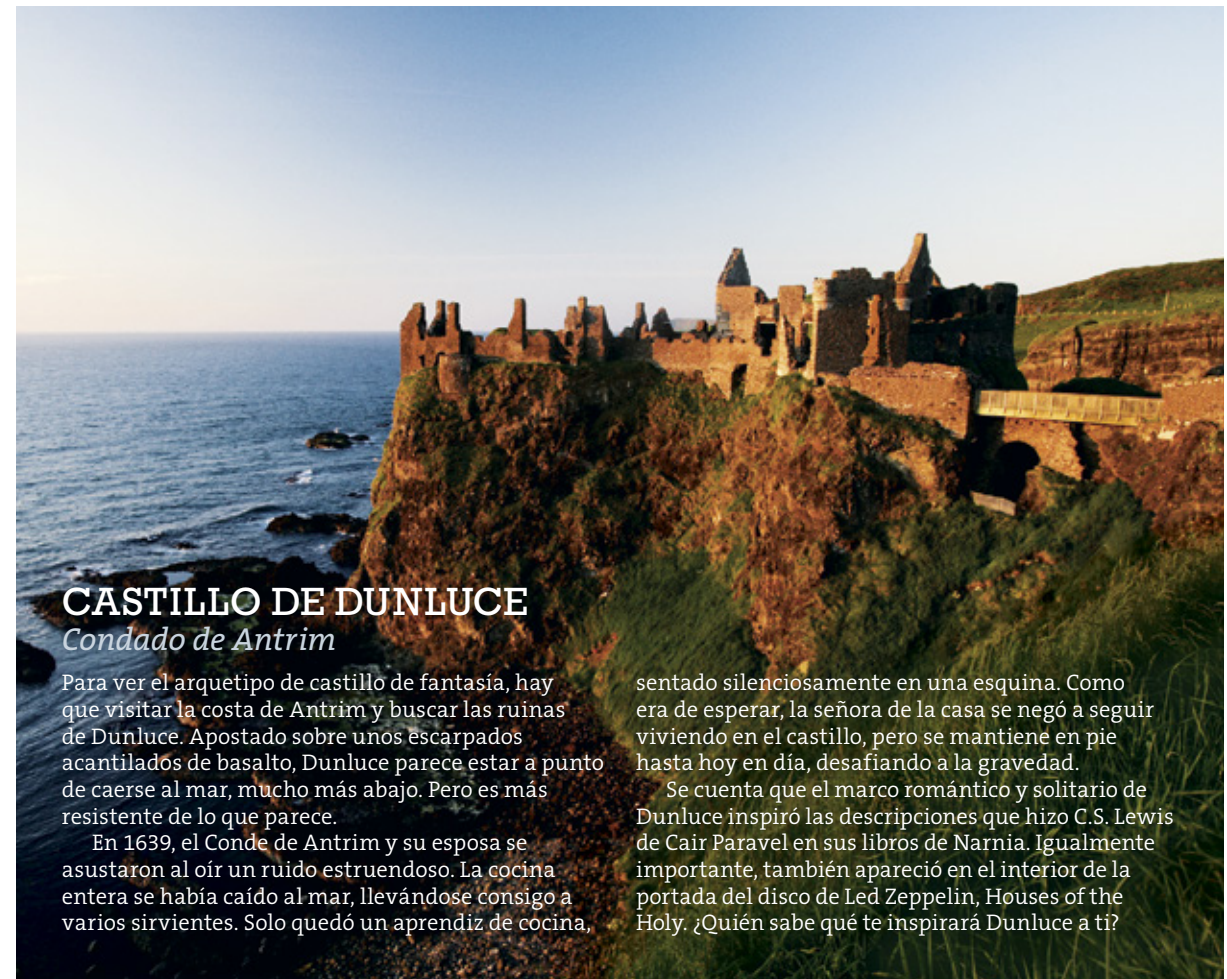 CASTILLO DE DUNLUCE
Condado de Antrim
Para ver el arquetipo de castillo de fantasía, hay
que visitar la costa de Antrim y buscar las ruinas
de Dunluce. Apostado sobre unos escarpados
acantilados de basalto, Dunluce parece estar a punto
de caerse al mar, mucho más abajo. Pero es más
resistente de lo que parece.
En 1639, el Conde de Antrim y su esposa se
asustaron al oír un ruido estruendoso. La cocina
entera se había caído al mar, llevándose consigo a
varios sirvientes. Solo quedó un aprendiz de cocina,
sentado silenciosamente en una esquina. Como
era de esperar, la señora de la casa se negó a seguir
viviendo en el castillo, pero se mantiene en pie
hasta hoy en día, desafiando a la gravedad.
Se cuenta que el marco romántico y solitario de
Dunluce inspiró las descripciones que hizo C.S. Lewis
de Cair Paravel en sus libros de Narnia. Igualmente
importante, también apareció en el interior de la
portada del disco de Led Zeppelin, Houses of the
Holy. ¿Quién sabe qué te inspirará Dunluce a ti?